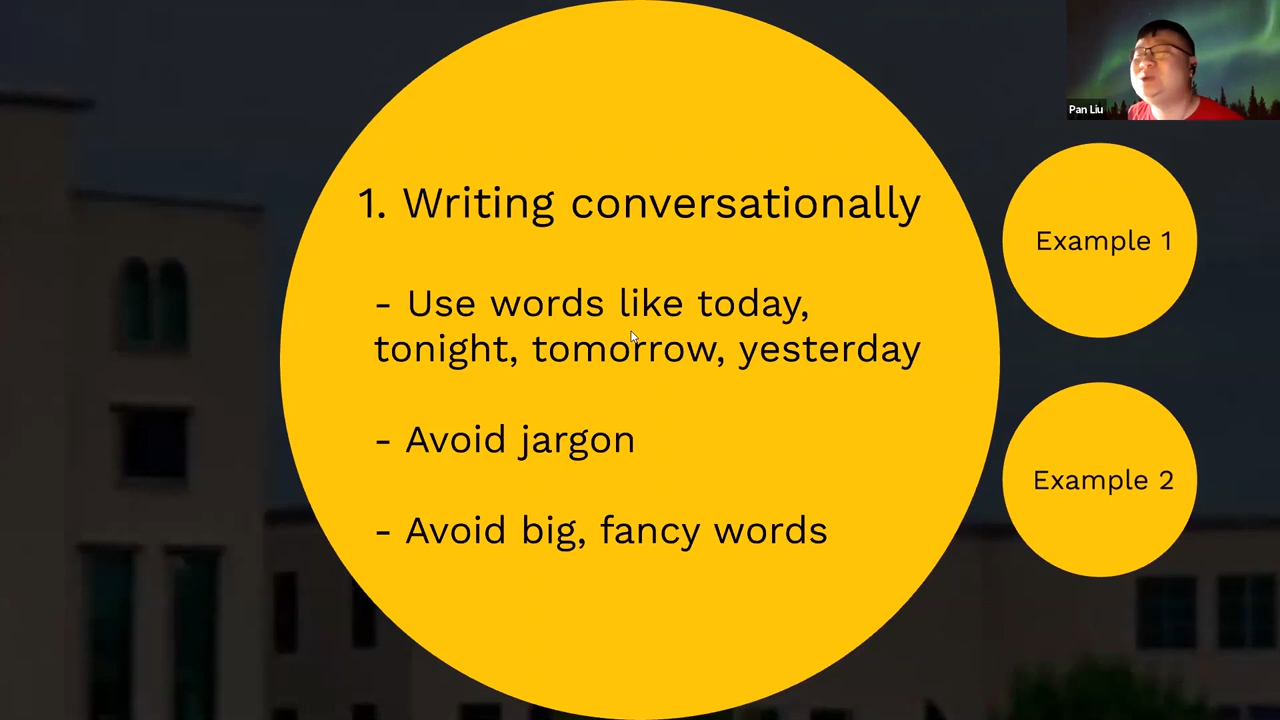 1. Writing conversationally
- Use words like today,
tonight, tomorrow, yesterday
- Avoid jargon
- Avoid big, fancy words
Pan Liu
Example 1
Example 2